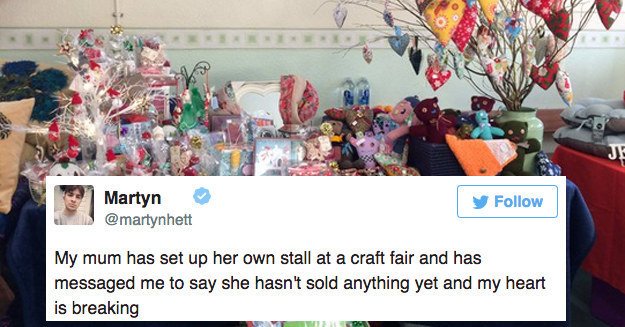 JE
Martyn
@martynhett
Follow
My mum has set up her own stall at a craft fair and has
messaged me to say she hasn't sold anything yet and my heart
is breaking